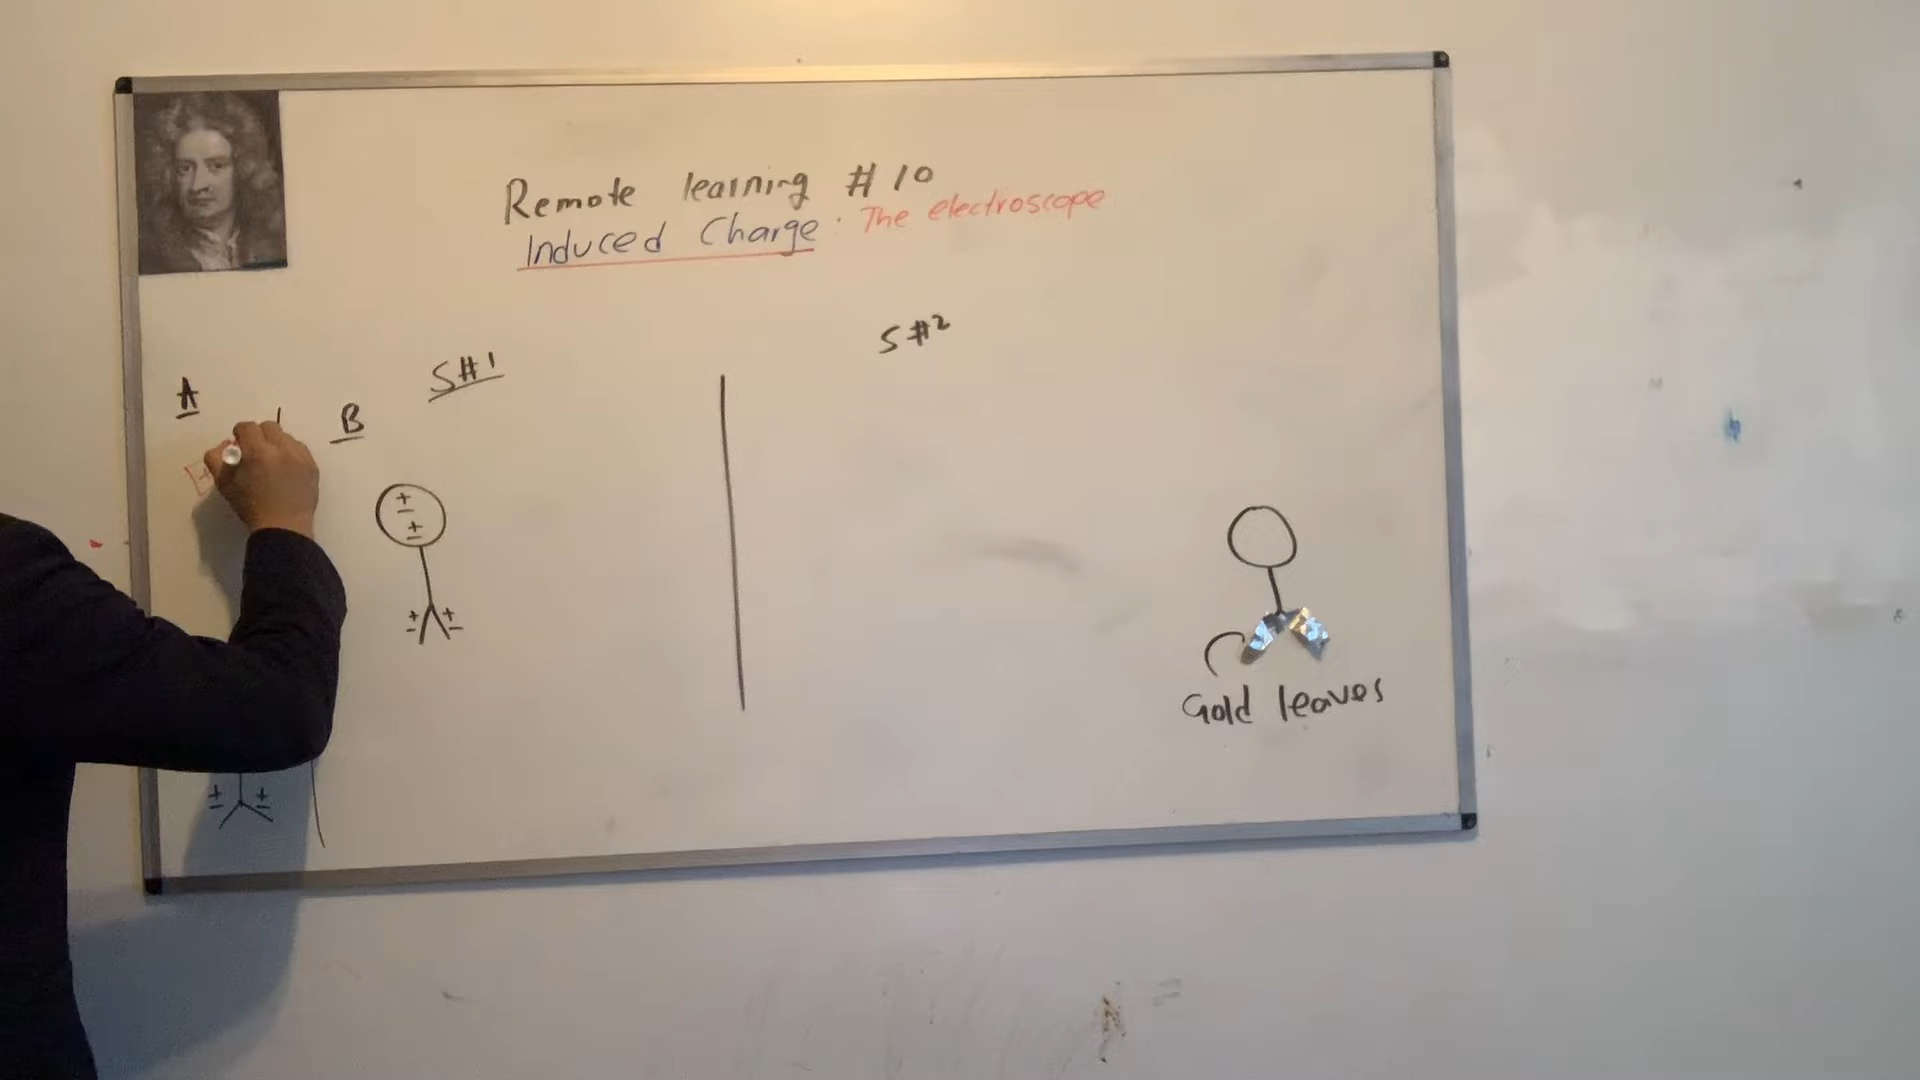 Remote learning #10
Induced Charge: The electroscope
S#1
S#2
A
B
+
+
-
+
-
+
-
+
-
+
-
+
-
Gold leaves